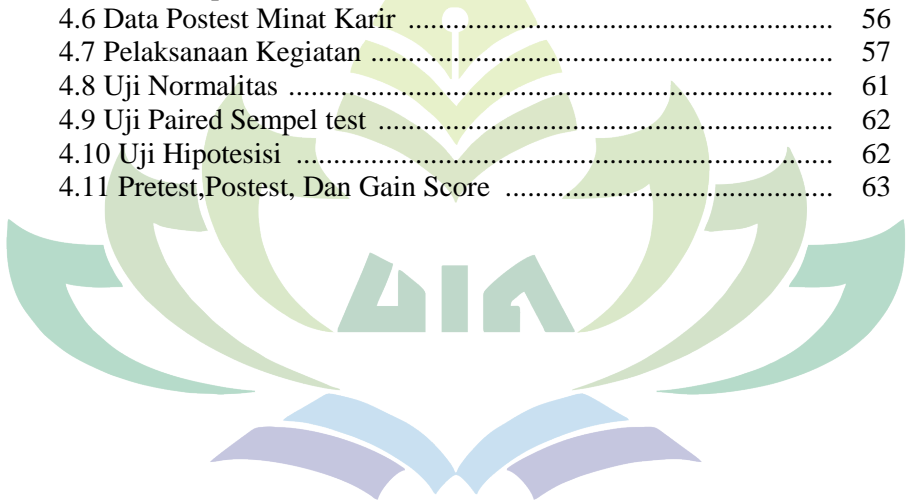 4.6 Data Postest Minat Karir ........................................................... 56
4.7 Pelaksanaan Kegiatan ................................................................ 57
4.8 Uji Normalitas ............................................................................ 61
4.9 Uji Paired Sempel test ............................................................... 62
4.10 Uji Hipotesisi ........................................................................... 62
4.11 Pretest,Postest, Dan Gain Score .............................................. 63
UIN